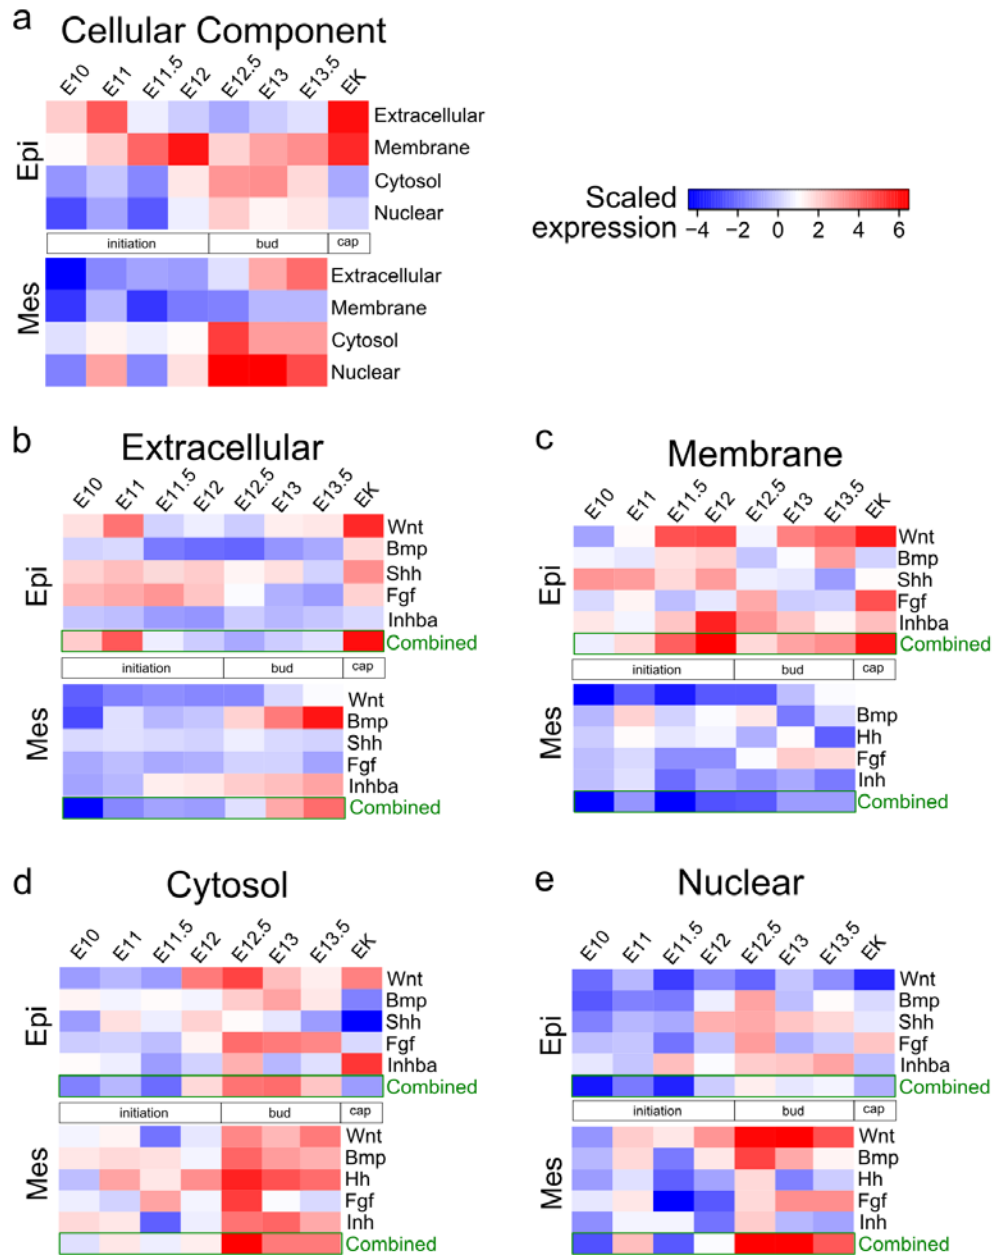 a
Cellular Component
E10 E11 E11.5 E12 E12.5 E13 E13.5 EK
Epi
Extracellular
Membrane
Cytosol
Nuclear
initiation bud cap
Mes
Extracellular
Membrane
Cytosol
Nuclear
Scaled
expression
−4 −2 0 2 4 6
b
Extracellular
E10 E11 E11.5 E12 E12.5 E13 E13.5 EK
Epi
Wnt
Bmp
Shh
Fgf
Inhba
Combined
initiation bud cap
Mes
Wnt
Bmp
Shh
Fgf
Inhba
Combined
c
Membrane
E10 E11 E11.5 E12 E12.5 E13 E13.5 EK
Epi
Wnt
Bmp
Shh
Fgf
Inhba
Combined
initiation bud cap
Mes
Bmp
Hh
Fgf
Inh
Combined
d
Cytosol
E10 E11 E11.5 E12 E12.5 E13 E13.5 EK
Epi
Wnt
Bmp
Shh
Fgf
Inhba
Combined
initiation bud cap
Mes
Wnt
Bmp
Hh
Fgf
Inh
Combined
e
Nuclear
E10 E11 E11.5 E12 E12.5 E13 E13.5 EK
Epi
Wnt
Bmp
Shh
Fgf
Inhba
Combined
initiation bud cap
Mes
Wnt
Bmp
Hh
Fgf
Inh
Combined